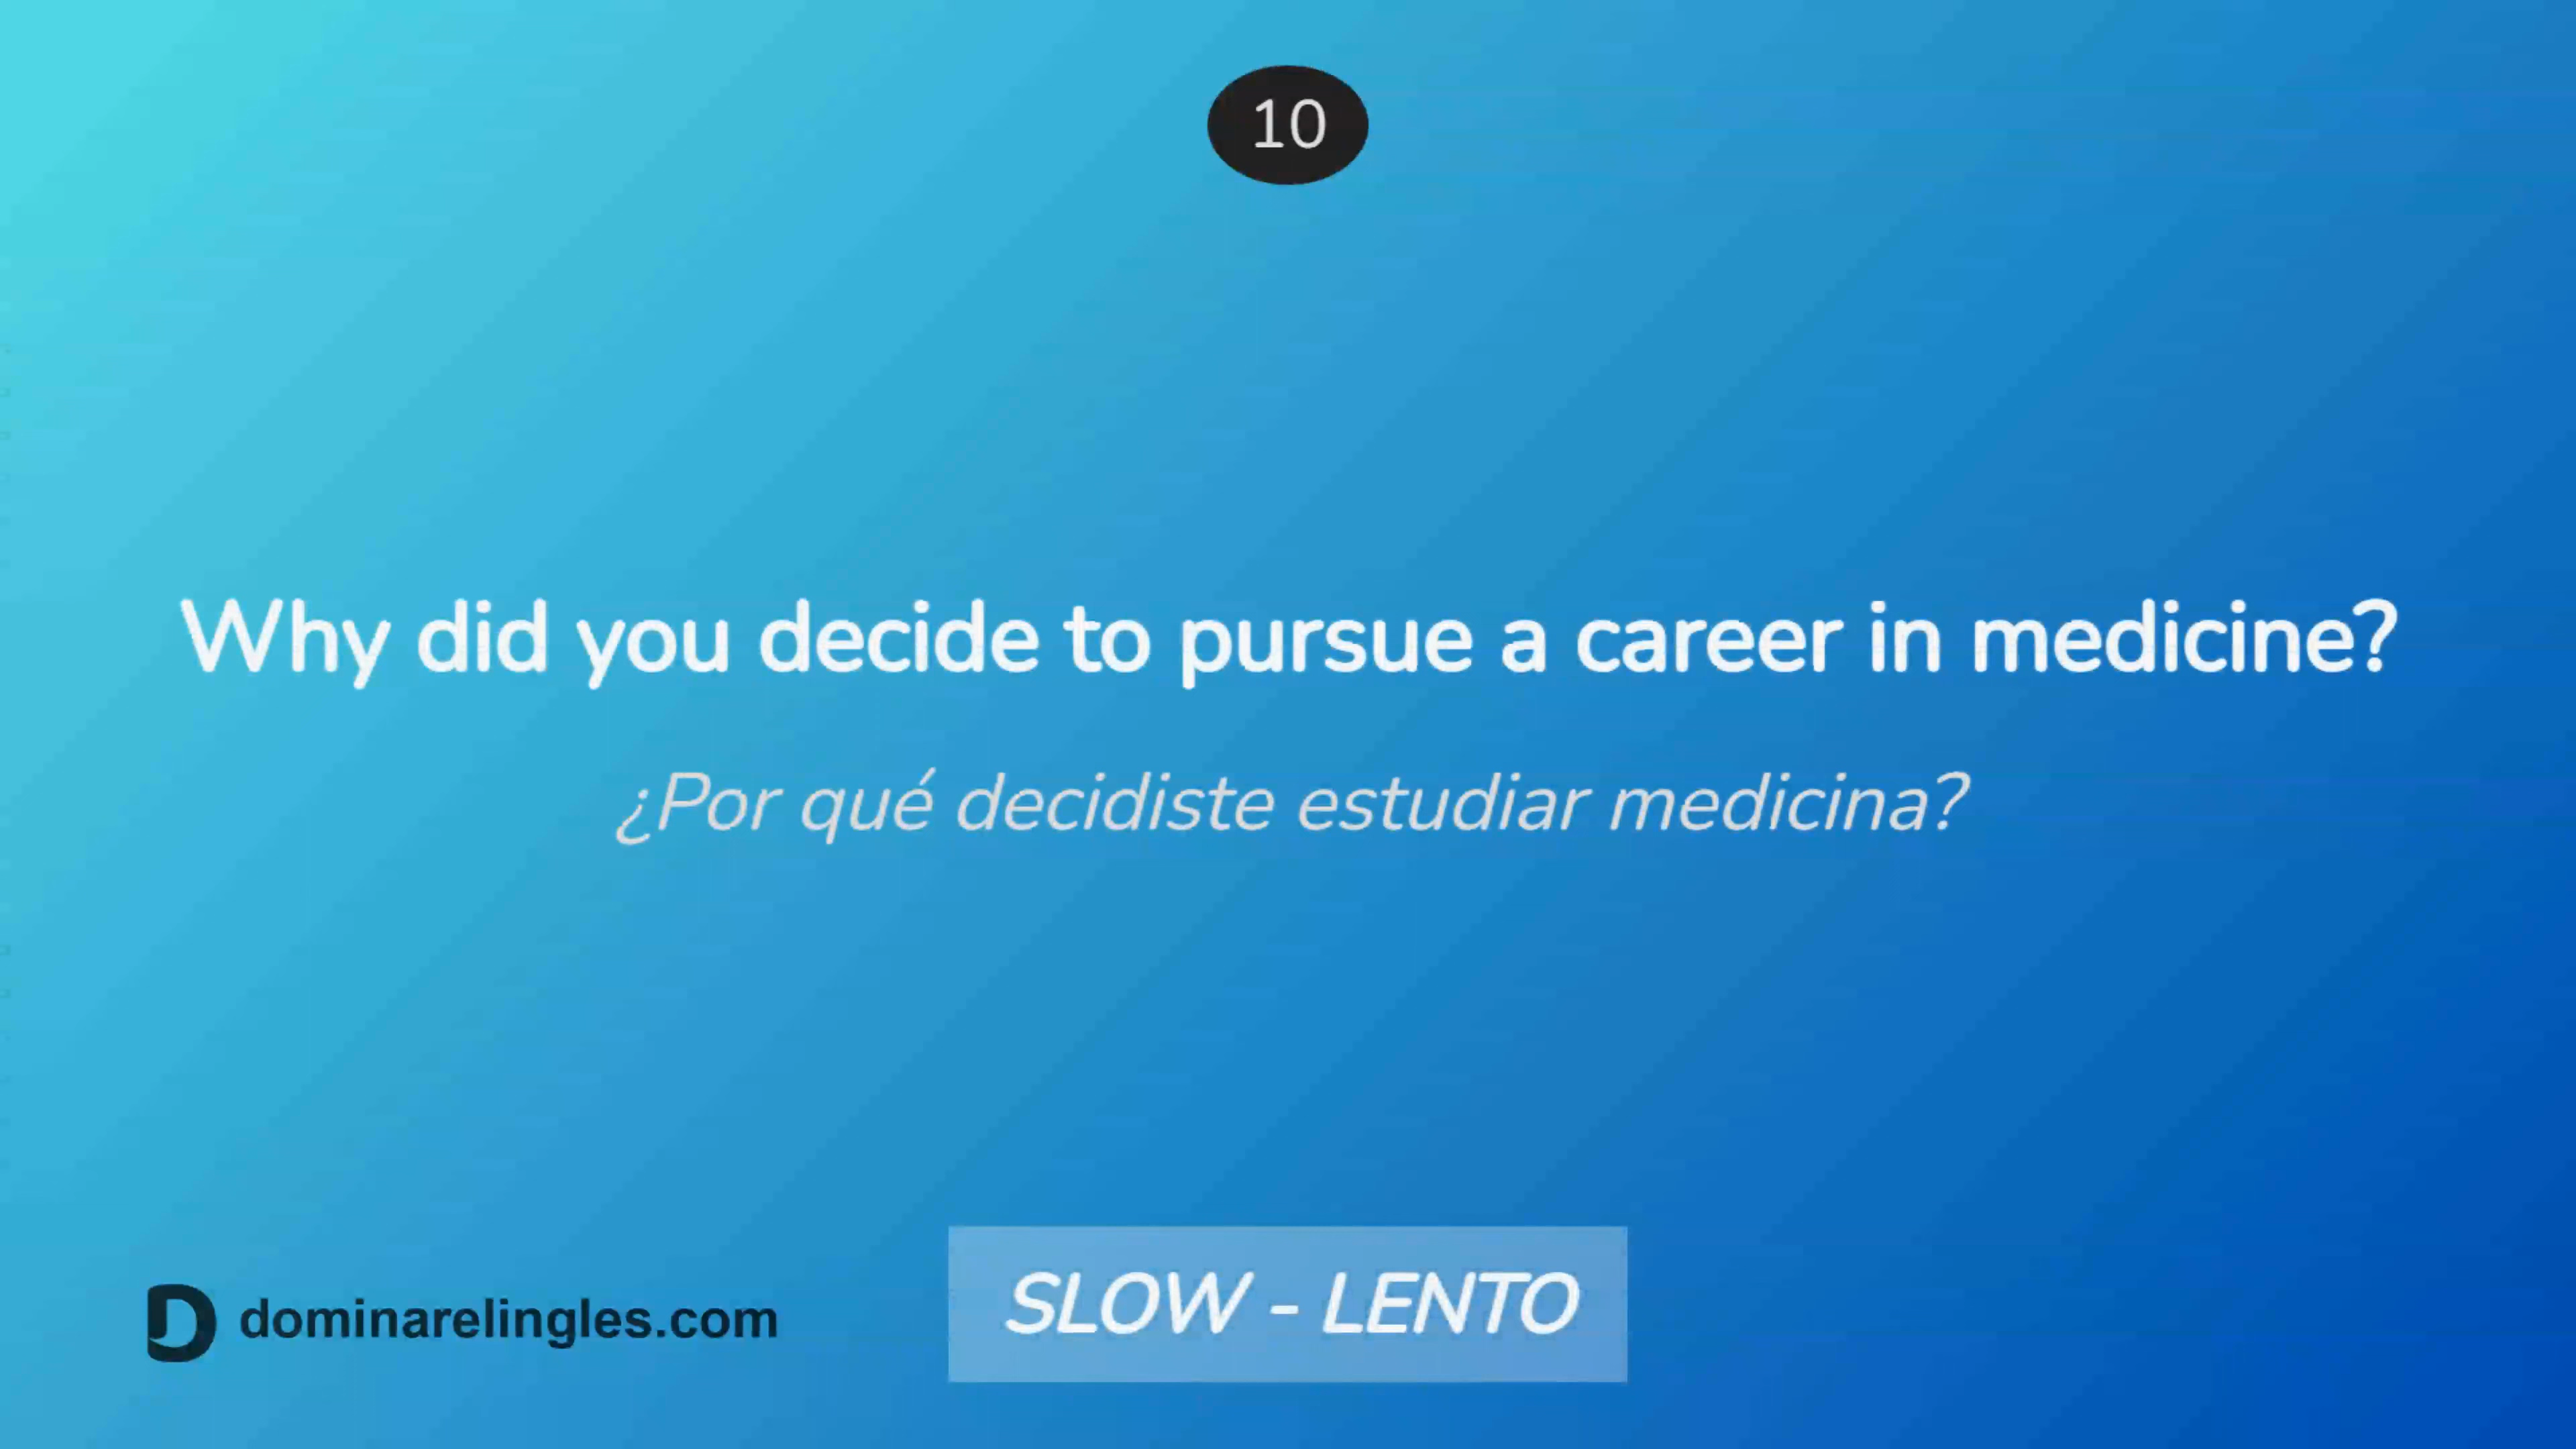 10
Why did you decide to pursue a career in medicine?
¿Por qué decidiste estudiar medicina?
SLOW - LENTO
D dominarelingles.com